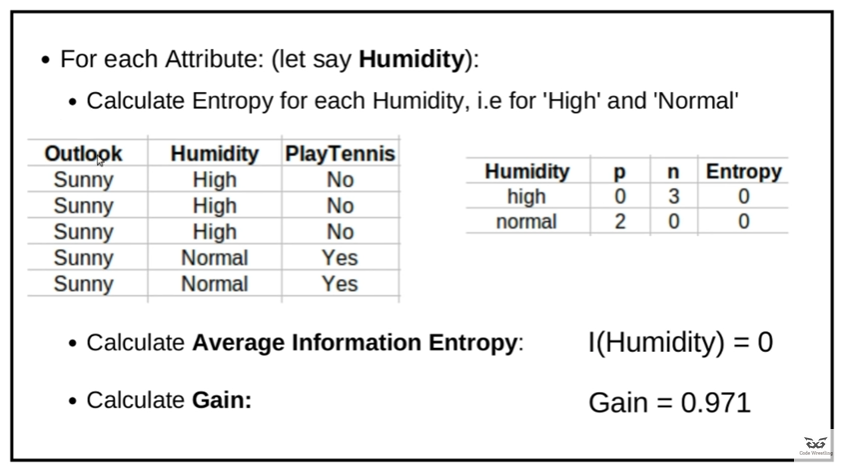 • For each Attribute: (let say Humidity):
• Calculate Entropy for each Humidity, i.e for 'High' and 'Normal'
Outlook Humidity PlayTennis
Sunny High No
Sunny High No
Sunny High No
Sunny Normal Yes
Sunny Normal Yes
Humidity p n Entropy
high 0 3 0
normal 2 0 0
• Calculate Average Information Entropy: I(Humidity) = 0
• Calculate Gain: Gain = 0.971
Code Wrestling